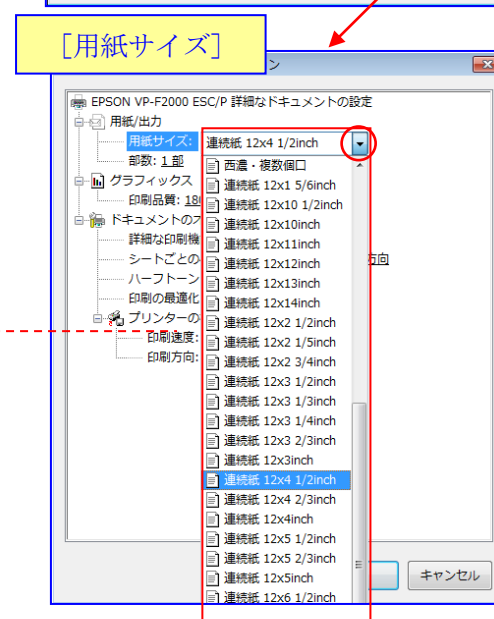 ［用紙サイズ］
ン
EPSON VP-F2000 ESC/P 詳細なドキュメントの設定
用紙/出力
用紙サイズ: 連続紙 12x4 1/2inch
部数: 1 部
グラフィックス
印刷品質: 18
ドキュメントのオ
詳細な印刷機
シートごとの 方向
ハーフトーン
印刷の最適化
プリンターの
印刷速度:
印刷方向:
西濃・複数個口
連続紙 12x1 5/6inch
連続紙 12x10 1/2inch
連続紙 12x10inch
連続紙 12x11inch
連続紙 12x12inch
連続紙 12x13inch
連続紙 12x14inch
連続紙 12x2 1/2inch
連続紙 12x2 1/5inch
連続紙 12x2 3/4inch
連続紙 12x3 1/2inch
連続紙 12x3 1/3inch
連続紙 12x3 1/4inch
連続紙 12x3 2/3inch
連続紙 12x3inch
連続紙 12x4 1/2inch
連続紙 12x4 2/3inch
連続紙 12x4inch
連続紙 12x5 1/2inch
連続紙 12x5 2/3inch
連続紙 12x5inch
連続紙 12x6 1/2inch
キャンセル